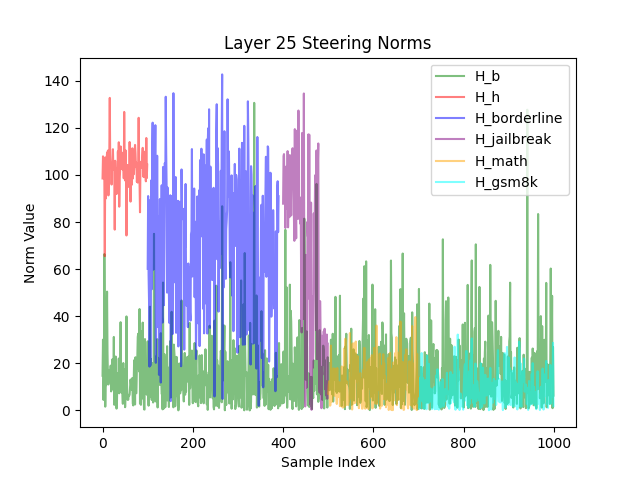 Layer 25 Steering Norms
Norm Value
140
120
100
80
60
40
20
0
H_b
H_h
H_borderline
H_jailbreak
H_math
H_gsm8k
0
200
400
600
800
1000
Sample Index